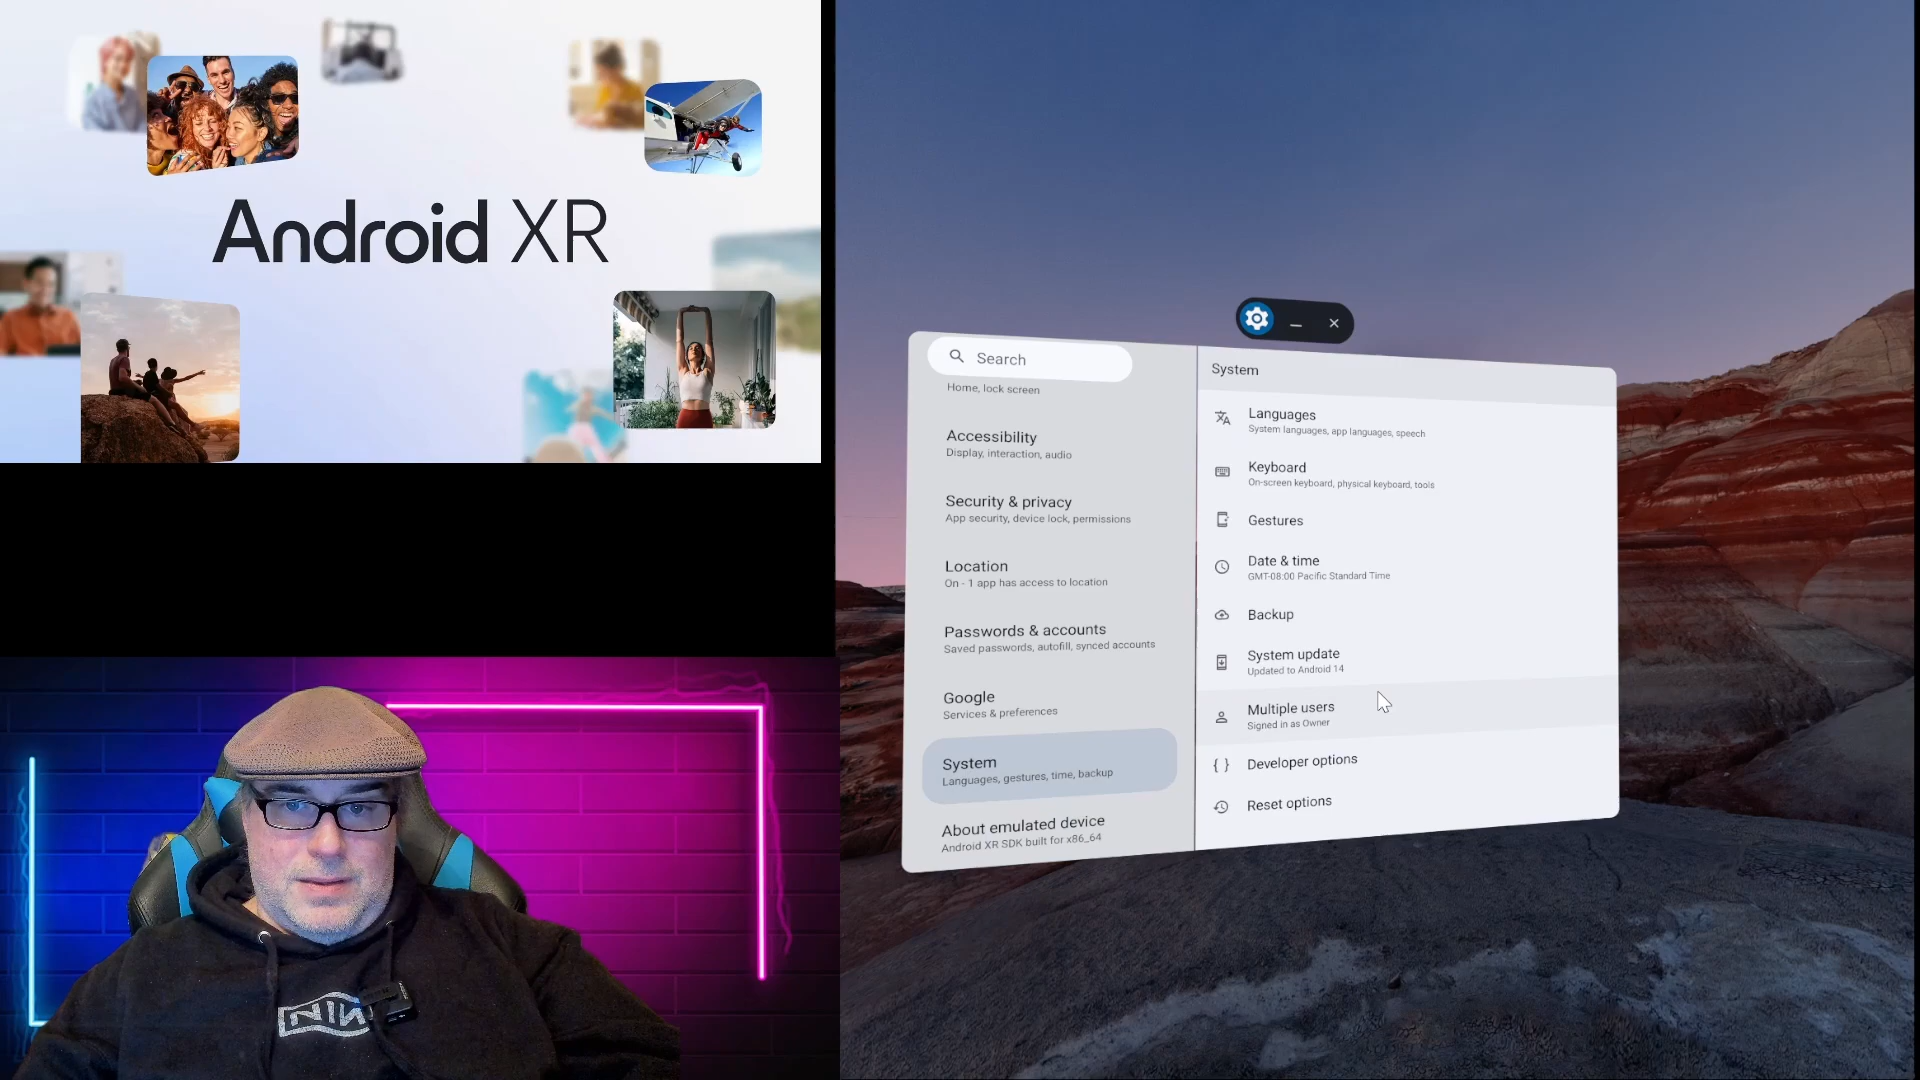 Android XR
Search
Home, lock screen
Accessibility
Display, interaction, audio
Security & privacy
App security, device lock, permissions
Location
On - 1 app has access to location
Passwords & accounts
Saved passwords, autofill, synced accounts
Google
Services & preferences
System
Languages, gestures, time, backup
About emulated device
Android XR SDK built for x86_64
System
Languages
System languages, app languages, speech
Keyboard
On-screen keyboard, physical keyboard, tools
Gestures
Date & time
GMT-08:00 Pacific Standard Time
Backup
System update
Updated to Android 14
Multiple users
Signed in as Owner
Developer options
Reset options
NIN